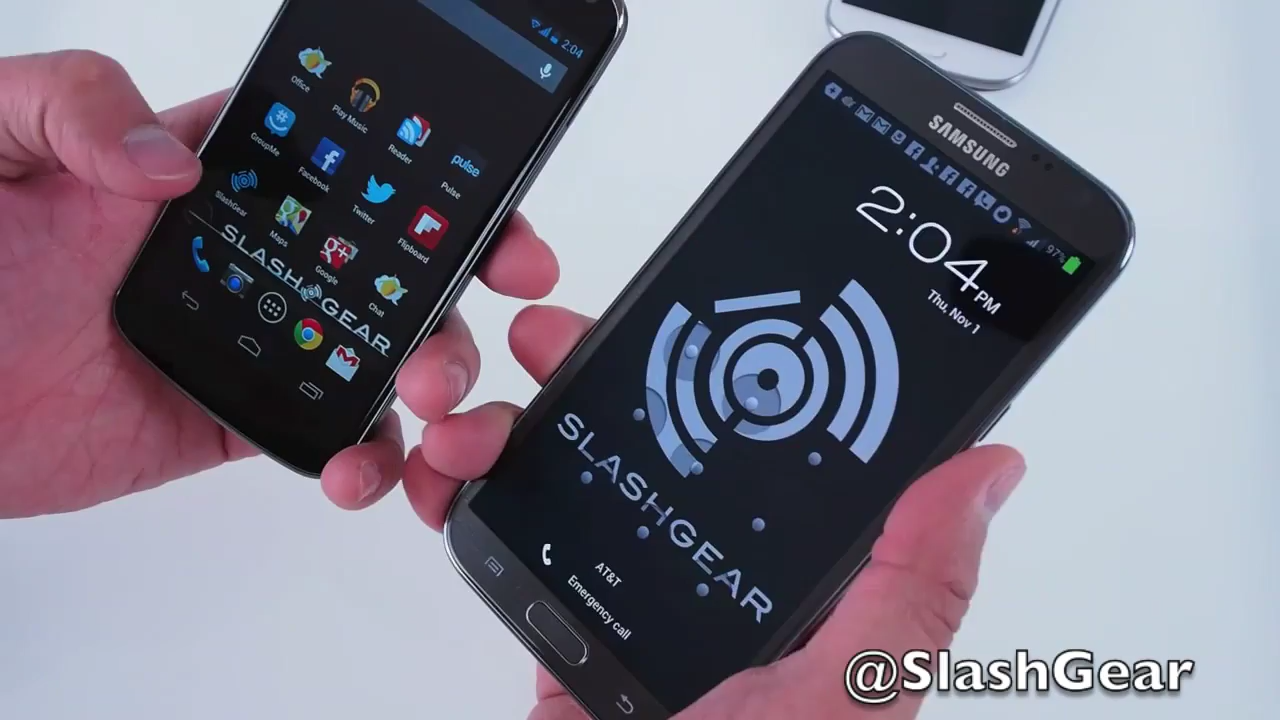 2:04
Office
Play Music
Reader
Pulse
pulse
GroupMe
Facebook
Twitter
Flipboard
SlashGear
Maps
Google
g+
Chat
SLASHGEAR
SAMSUNG
97%
2:04 PM
Thu, Nov 1
SLASHGEAR
AT&T
Emergency call
@SlashGear